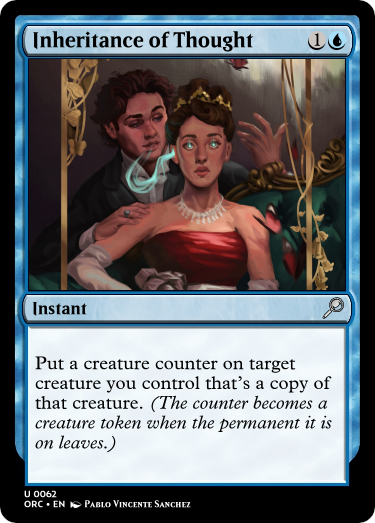 Inheritance of Thought 1
Instant
Put a creature counter on target
creature you control that's a copy of
that creature. (The counter becomes a
creature token when the permanent it is
on leaves.)
U 0062
ORC • EN Pablo Vincente Sanchez